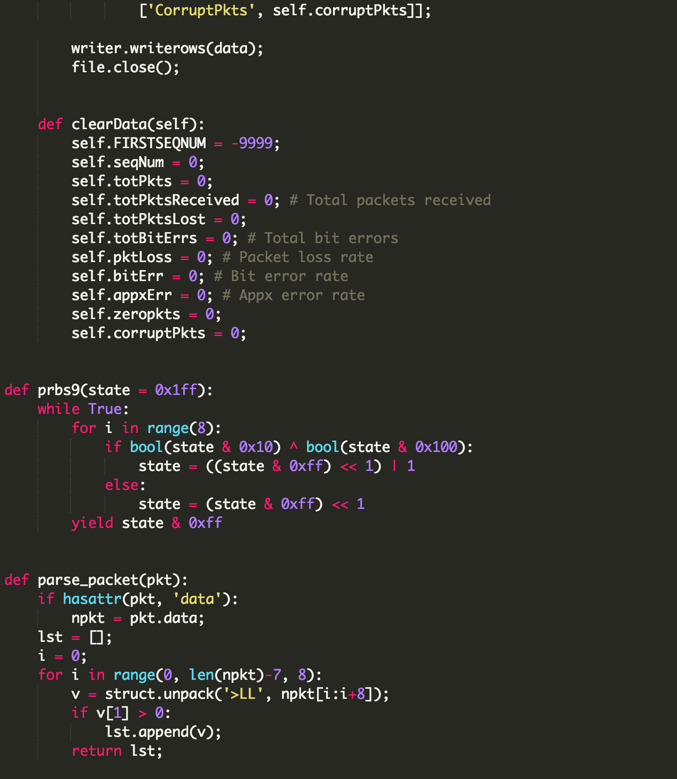 ['CorruptPkts', self.corruptPkts]];
writer.writerows(data);
file.close();
def clearData(self):
self.FIRSTSEQNUM = -9999;
self.seqNum = 0;
self.totPkts = 0;
self.totPktsReceived = 0; # Total packets received
self.totPktsLost = 0;
self.totBitErrs = 0; # Total bit errors
self.pktLoss = 0; # Packet loss rate
self.bitErr = 0; # Bit error rate
self.appxErr = 0; # Appx error rate
self.zeropkts = 0;
self.corruptPkts = 0;
def prbs9(state = 0x1ff):
while True:
for i in range(8):
if bool(state & 0x10) ^ bool(state & 0x100):
state = ((state & 0xff) << 1) | 1
else:
state = (state & 0xff) << 1
yield state & 0xff
def parse_packet(pkt):
if hasattr(pkt, 'data'):
npkt = pkt.data;
lst = [];
i = 0;
for i in range(0, len(npkt)-7, 8):
v = struct.unpack('>LL', npkt[i:i+8]);
if v[1] > 0:
lst.append(v);
return lst;